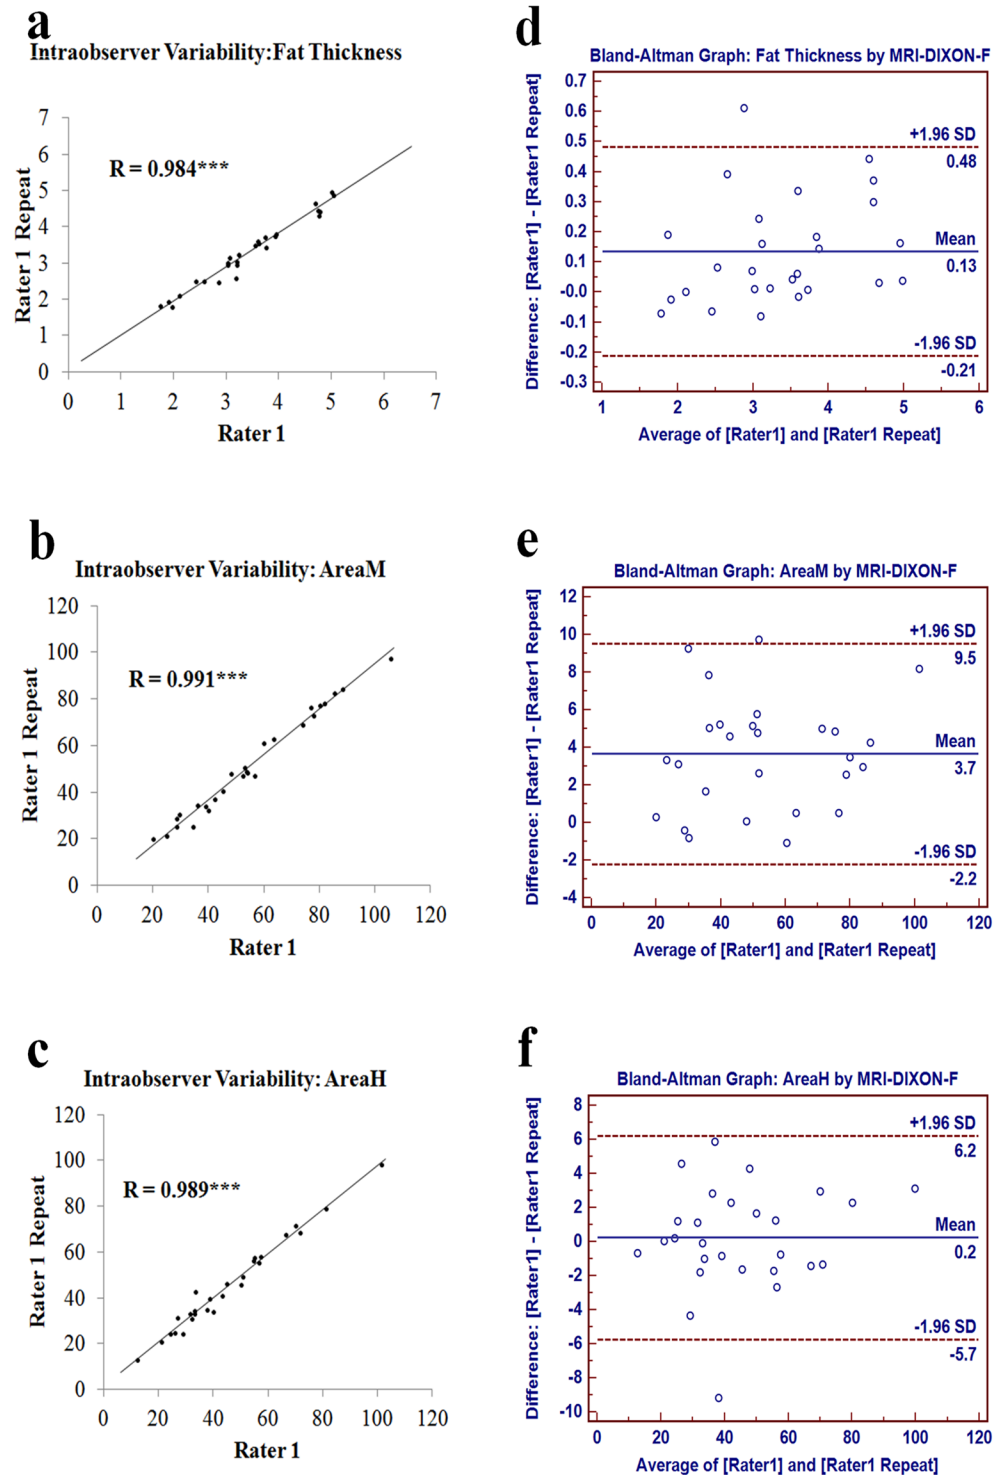 a
Intraobserver Variability:Fat Thickness
7
6
5
4
3
2
1
0
R = 0.984***
Rater 1 Repeat
0 1 2 3 4 5 6 7
Rater 1
d
Bland-Altman Graph: Fat Thickness by MRI-DIXON-F
0.7
0.6
0.5
0.4
0.3
0.2
0.1
-0.0
-0.1
-0.2
-0.3
Difference: [Rater1] - [Rater1 Repeat]
+1.96 SD
0.48
Mean
0.13
-1.96 SD
-0.21
1 2 3 4 5 6
Average of [Rater1] and [Rater1 Repeat]
b
Intraobserver Variability: AreaM
120
100
80
60
40
20
0
R = 0.991***
Rater 1 Repeat
0 20 40 60 80 100 120
Rater 1
e
Bland-Altman Graph: AreaM by MRI-DIXON-F
12
10
8
6
4
2
0
-2
-4
Difference: [Rater1] - [Rater1 Repeat]
+1.96 SD
9.5
Mean
3.7
-1.96 SD
-2.2
0 20 40 60 80 100 120
Average of [Rater1] and [Rater1 Repeat]
c
Intraobserver Variability: AreaH
120
100
80
60
40
20
0
R = 0.989***
Rater 1 Repeat
0 20 40 60 80 100 120
Rater 1
f
Bland-Altman Graph: AreaH by MRI-DIXON-F
8
6
4
2
0
-2
-4
-6
-8
-10
Difference: [Rater1] - [Rater1 Repeat]
+1.96 SD
6.2
Mean
0.2
-1.96 SD
-5.7
0 20 40 60 80 100 120
Average of [Rater1] and [Rater1 Repeat]